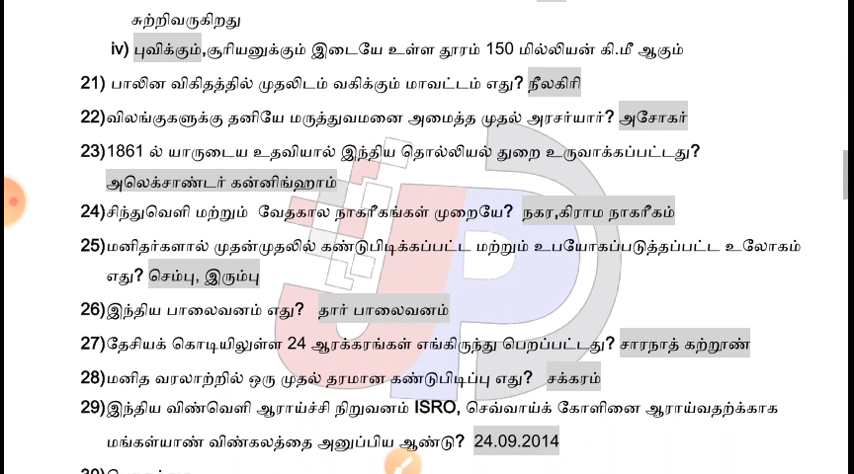 சுற்றிவருகிறது
iv) புவிக்கும்,சூரியனுக்கும் இடையே உள்ள தூரம் 150 மில்லியன் கி.மீ ஆகும்
21) பாலின விகிதத்தில் முதலிடம் வகிக்கும் மாவட்டம் எது? நீலகிரி
22)விலங்குகளுக்கு தனியே மருத்துவமனை அமைத்த முதல் அரசர்யார்? அசோகர்
23)1861 ல் யாருடைய உதவியால் இந்திய தொல்லியல் துறை உருவாக்கப்பட்டது?
அலெக்சாண்டர் கன்னிங்ஹாம்
24)சிந்துவெளி மற்றும் வேதகால நாகரீகங்கள் முறையே? நகர,கிராம நாகரீகம்
25)மனிதர்களால் முதன்முதலில் கண்டுபிடிக்கப்பட்ட மற்றும் உபயோகப்படுத்தப்பட்ட உலோகம்
எது? செம்பு, இரும்பு
26)இந்திய பாலைவனம் எது? தார் பாலைவனம்
27)தேசியக் கொடியிலுள்ள 24 ஆரக்கரங்கள் எங்கிருந்து பெறப்பட்டது? சாரநாத் கற்றூண்
28)மனித வரலாற்றில் ஒரு முதல் தரமான கண்டுபிடிப்பு எது? சக்கரம்
29)இந்திய விண்வெளி ஆராய்ச்சி நிறுவனம் ISRO, செவ்வாய்க் கோளினை ஆராய்வதற்க்காக
மங்கள்யாண் விண்கலத்தை அனுப்பிய ஆண்டு? 24.09.2014